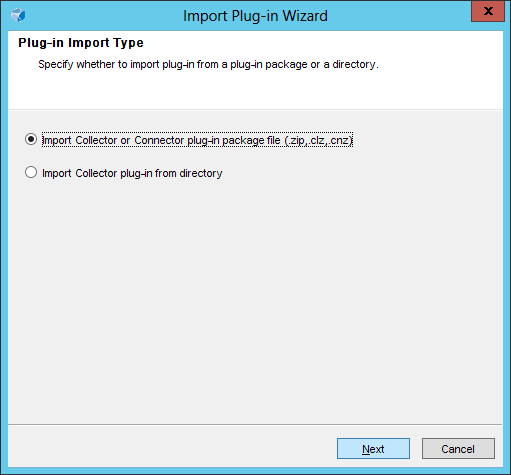 Import Plug-in Wizard
x
Plug-in Import Type
Specify whether to import plug-in from a plug-in package or a directory.
Import Collector or Connector plug-in package file (.zip,.clz,.cnz)
Import Collector plug-in from directory
Next
Cancel